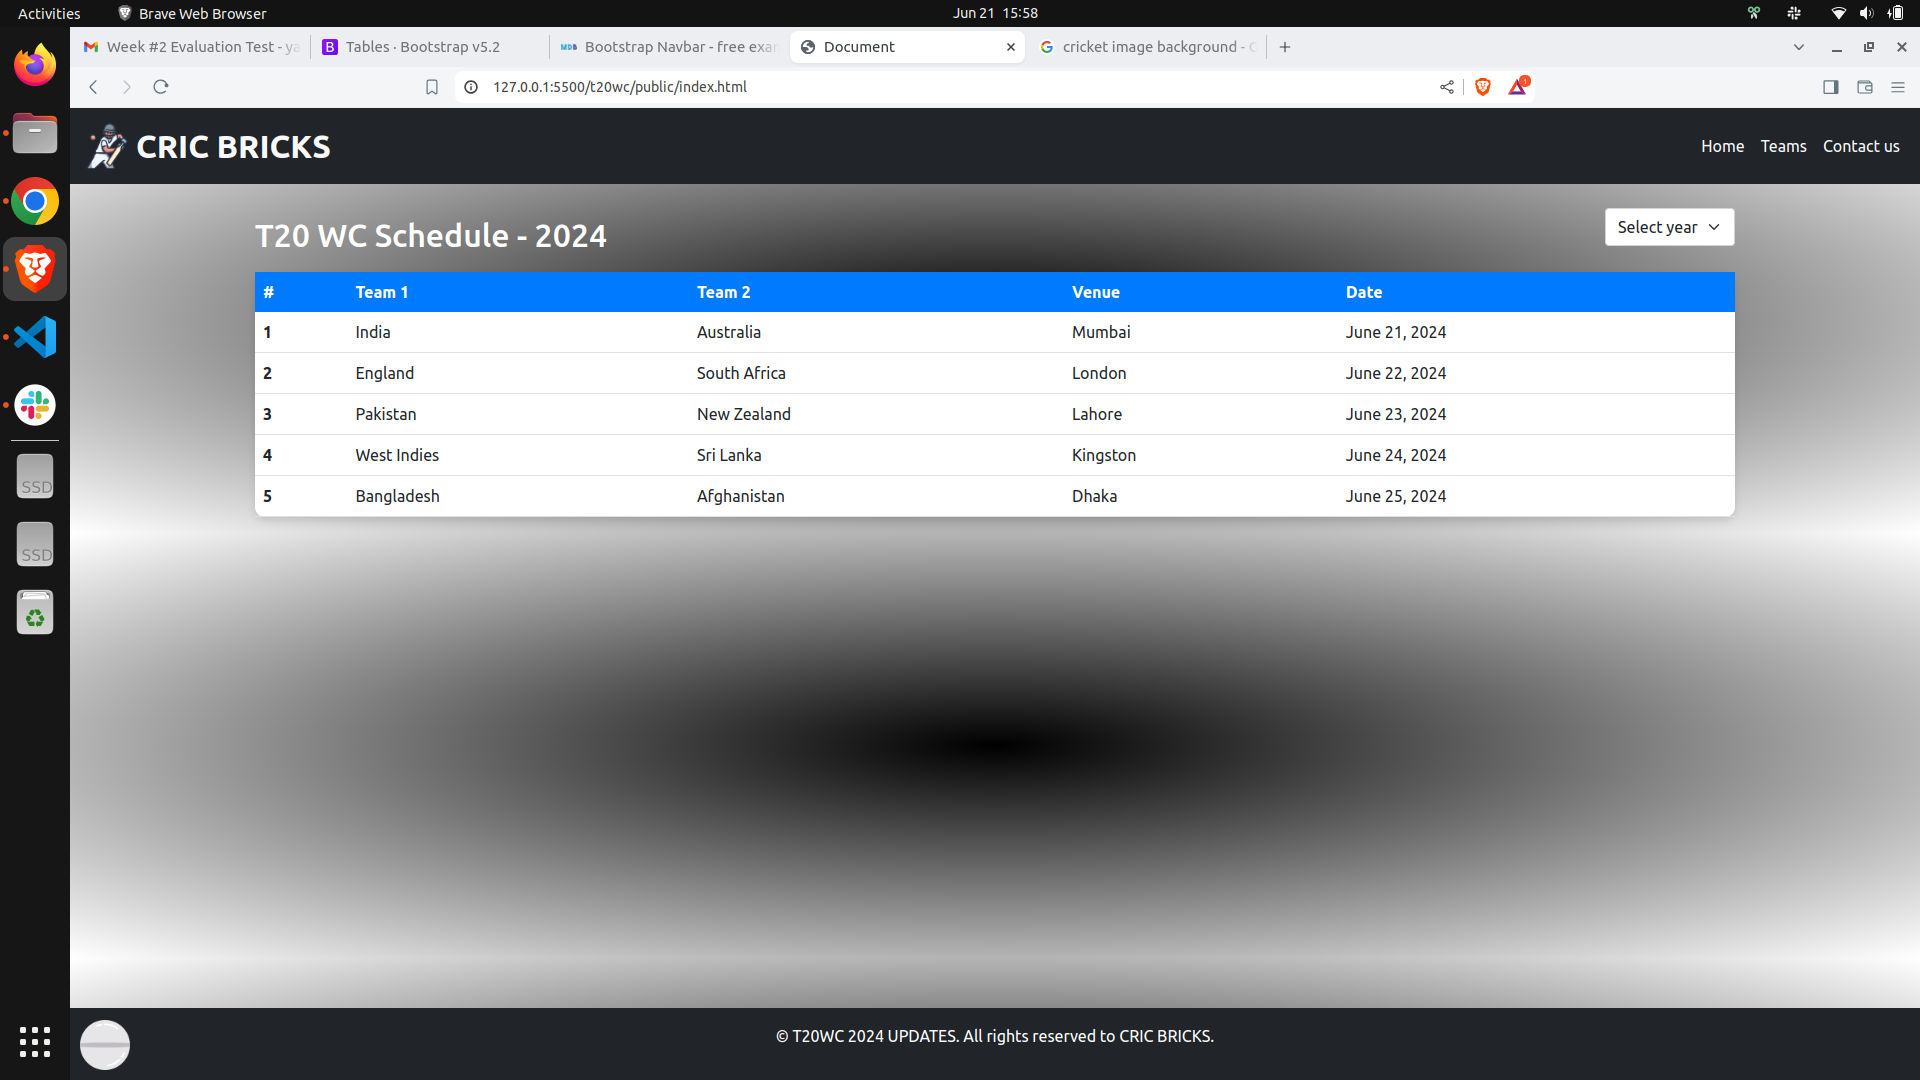 Activities Brave Web Browser Jun 21 15:58
Week #2 Evaluation Test - ya Tables · Bootstrap v5.2 Bootstrap Navbar - free exam Document cricket image background - G
127.0.0.1:5500/t20wc/public/index.html 1
CRIC BRICKS Home Teams Contact us
T20 WC Schedule - 2024 Select year
# Team 1 Team 2 Venue Date
1 India Australia Mumbai June 21, 2024
2 England South Africa London June 22, 2024
3 Pakistan New Zealand Lahore June 23, 2024
4 West Indies Sri Lanka Kingston June 24, 2024
5 Bangladesh Afghanistan Dhaka June 25, 2024
SSD
SSD
© T20WC 2024 UPDATES. All rights reserved to CRIC BRICKS.